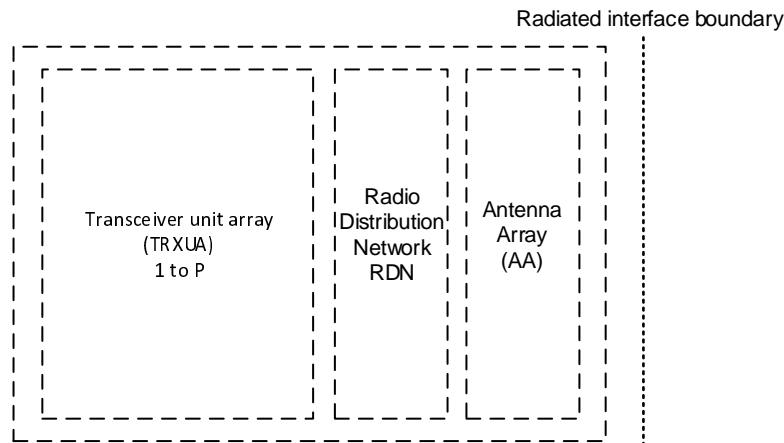 Radiated interface boundary
Transceiver unit array
(TRXUA)
1 to P
Radio
Distribution
Network
RDN
Antenna
Array
(AA)